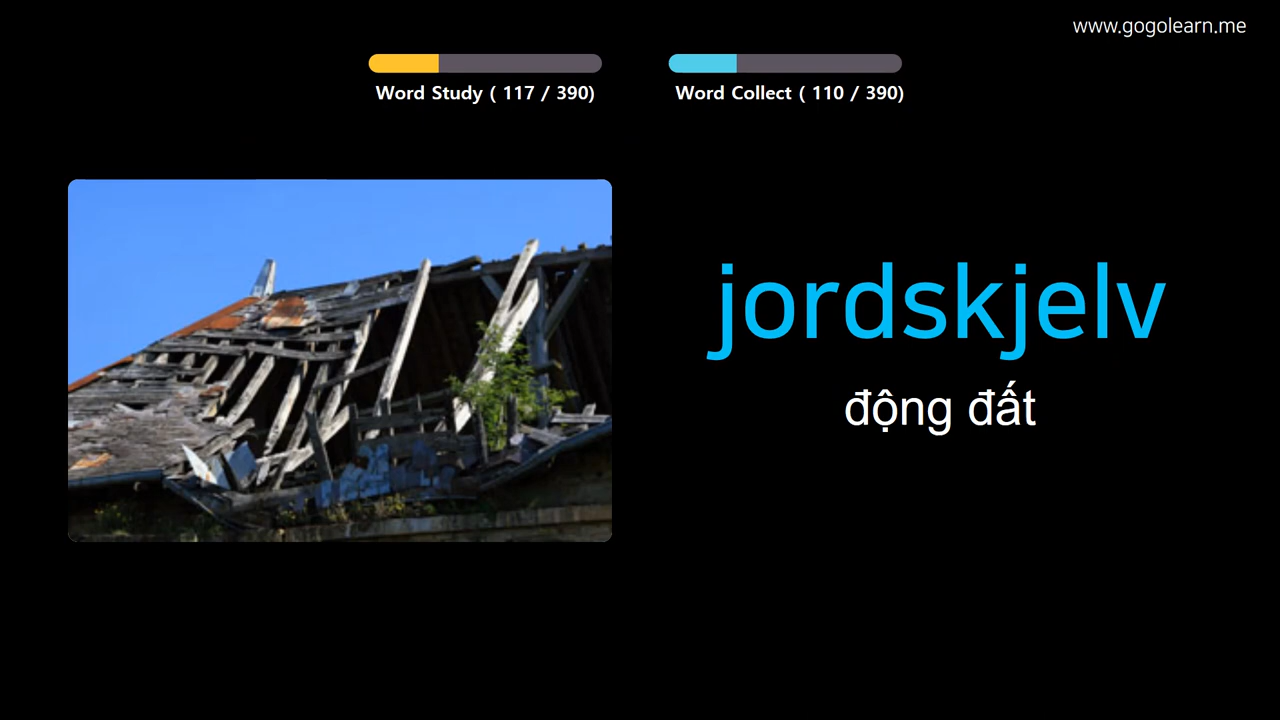 www.gogolearn.me
Word Study ( 117 / 390)
Word Collect ( 110 / 390)
jordskjelv
động đất